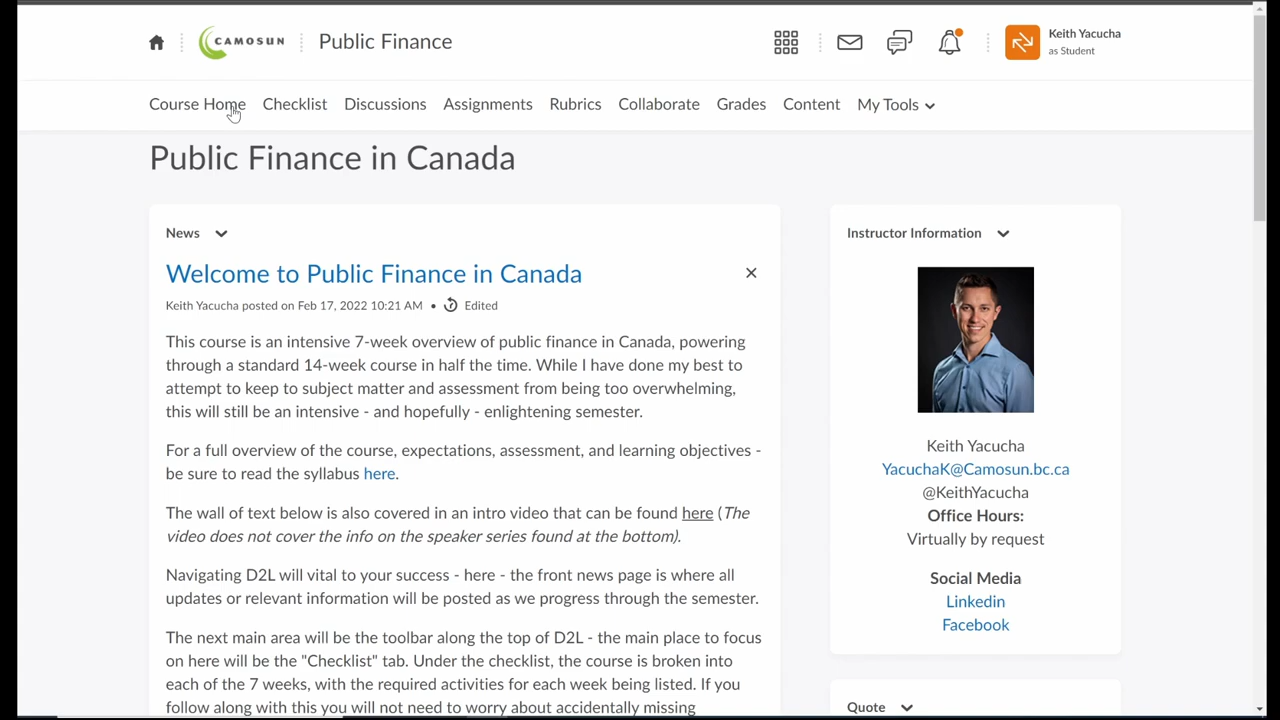 CAMOSUN
Public Finance
Keith Yacucha
as Student
Course Home Checklist Discussions Assignments Rubrics Collaborate Grades Content My Tools
Public Finance in Canada
News
Welcome to Public Finance in Canada
Keith Yacucha posted on Feb 17, 2022 10:21 AM • Edited
This course is an intensive 7-week overview of public finance in Canada, powering
through a standard 14-week course in half the time. While I have done my best to
attempt to keep to subject matter and assessment from being too overwhelming,
this will still be an intensive - and hopefully - enlightening semester.
For a full overview of the course, expectations, assessment, and learning objectives -
be sure to read the syllabus here.
The wall of text below is also covered in an intro video that can be found here (The
video does not cover the info on the speaker series found at the bottom).
Navigating D2L will vital to your success - here - the front news page is where all
updates or relevant information will be posted as we progress through the semester.
The next main area will be the toolbar along the top of D2L - the main place to focus
on here will be the "Checklist" tab. Under the checklist, the course is broken into
each of the 7 weeks, with the required activities for each week being listed. If you
follow along with this you will not need to worry about accidentally missing
Instructor Information
Keith Yacucha
YacuchaK@Camosun.bc.ca
@KeithYacucha
Office Hours:
Virtually by request
Social Media
Linkedin
Facebook
Quote